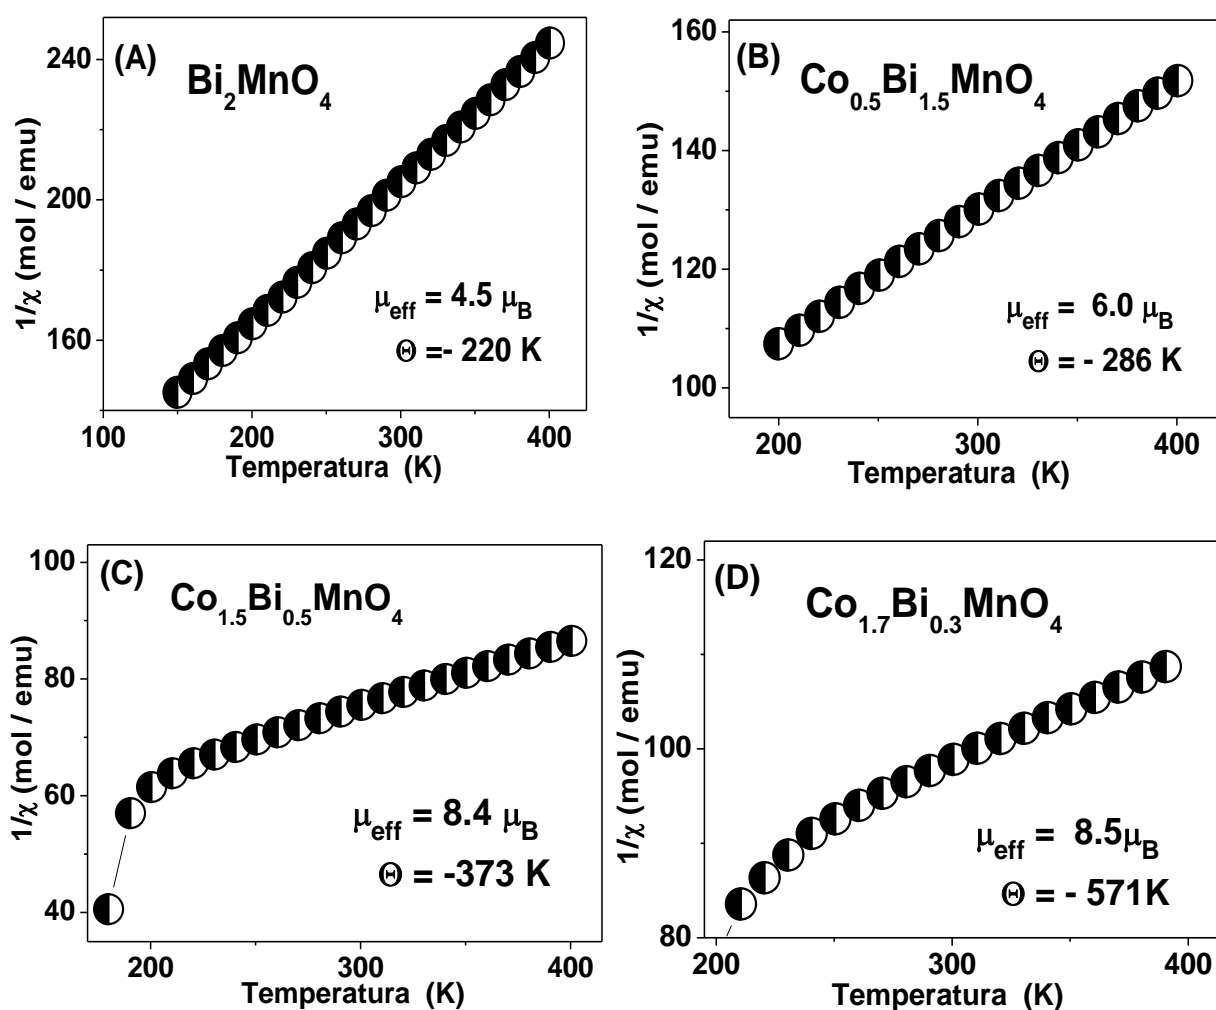 (A)
Bi₂MnO₄
1/χ (mol / emu)
240
200
160
μeff = 4.5 μB
Θ =- 220 K
100 200 300 400
Temperatura (K)
(B)
Co₀.₅Bi₁.₅MnO₄
1/χ (mol / emu)
160
140
120
100
μeff = 6.0 μB
Θ = - 286 K
200 300 400
Temperatura (K)
(C)
Co₁.₅Bi₀.₅MnO₄
1/χ (mol / emu)
100
80
60
40
μeff = 8.4 μB
Θ = -373 K
200 300 400
Temperatura (K)
(D)
Co₁.₇Bi₀.₃MnO₄
1/χ (mol / emu)
120
100
80
μeff = 8.5μB
Θ = - 571K
200 300 400
Temperatura (K)